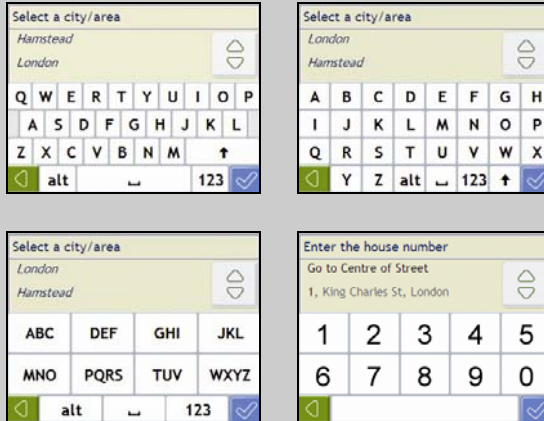 Select a city/area
Hamstead
London
Q W E R T Y U I O P
A S D F G H J K L
Z X C V B N M
alt 123
Select a city/area
London
Hamstead
A B C D E F G H
I J K L M N O P
Q R S T U V W X
Y Z alt 123
Select a city/area
London
Hamstead
ABC DEF GHI JKL
MNO PQRS TUV WXYZ
alt 123
Enter the house number
Go to Centre of Street
1, King Charles St, London
1 2 3 4 5
6 7 8 9 0